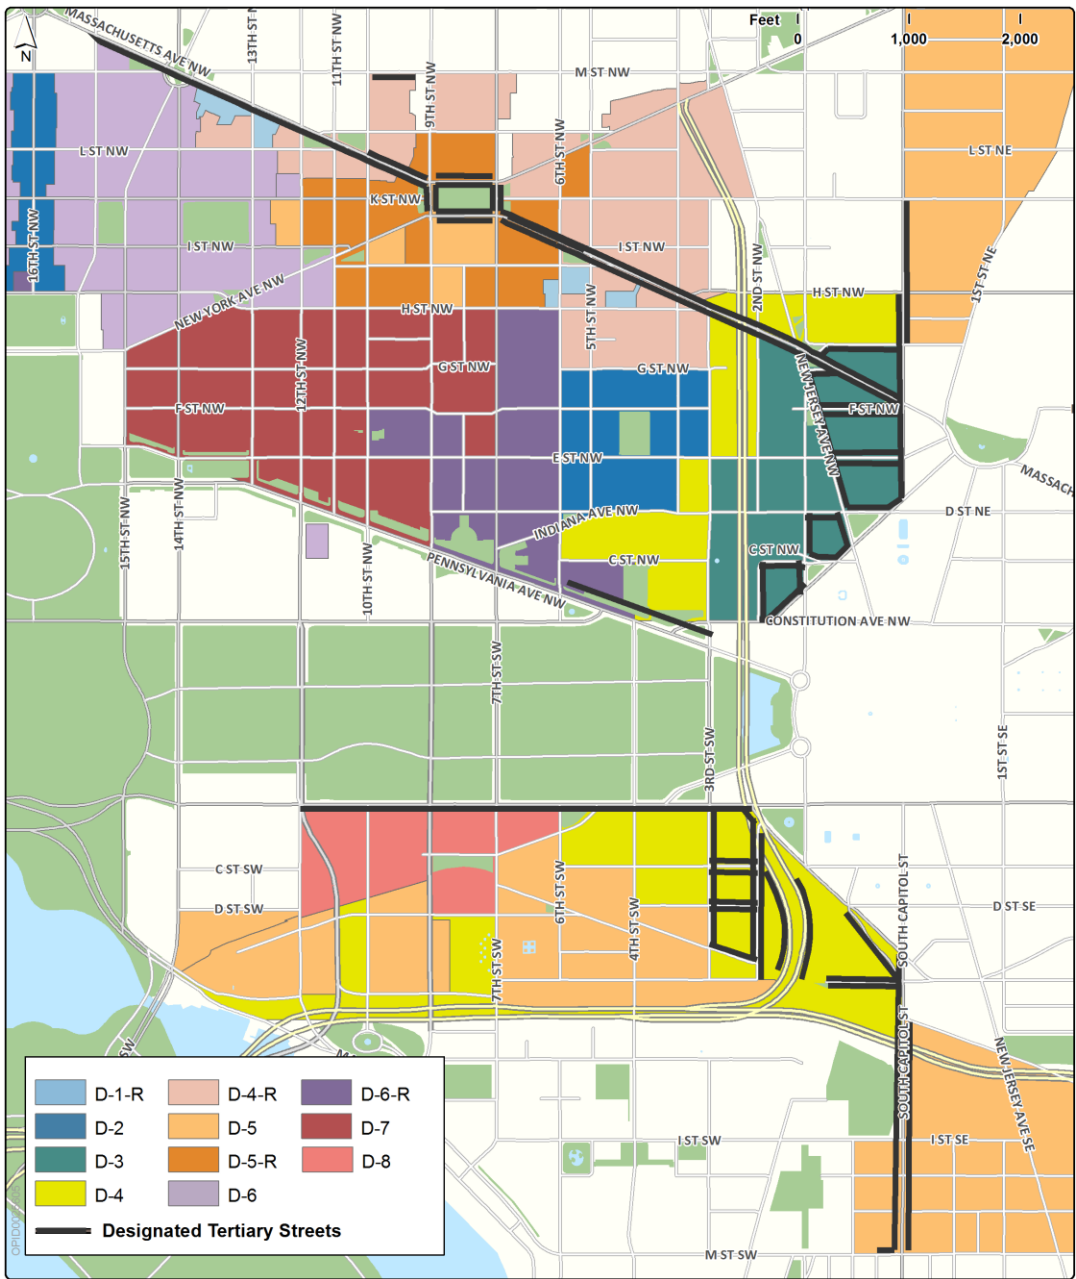 MASSACHUSETTS AVE NW
13TH ST N
11TH ST NW
9TH ST NW
M ST NW
Feet 0 1,000 2,000
N
L ST NW
6TH ST NW
L ST NE
K ST NW
16TH ST NW
I ST NW
I ST NW
2ND ST NW
1ST ST NE
NEW YORK AVE NW
H ST NW
H ST NW
5TH ST NW
12TH ST NW
G ST NW
G ST NW
NEW JERSEY AVE NW
F ST NW
F ST NW
E ST NW
MASSACH
15TH ST NW
14TH ST NW
INDIANA AVE NW
D ST NE
10TH ST NW
PENNSYLVANIA AVE NW
C ST NW
C ST NW
CONSTITUTION AVE NW
7TH ST SW
3RD ST SW
1ST ST SE
C ST SW
6TH ST SW
SOUTH CAPITOL ST
D ST SW
4TH ST SW
D ST SE
7TH ST SW
SW
SOUTH CAPITOL ST
NEW JERSEY AVE SE
I ST SW
I ST SE
M ST SW
D-1-R
D-4-R
D-6-R
D-2
D-5
D-7
D-3
D-5-R
D-8
D-4
D-6
Designated Tertiary Streets